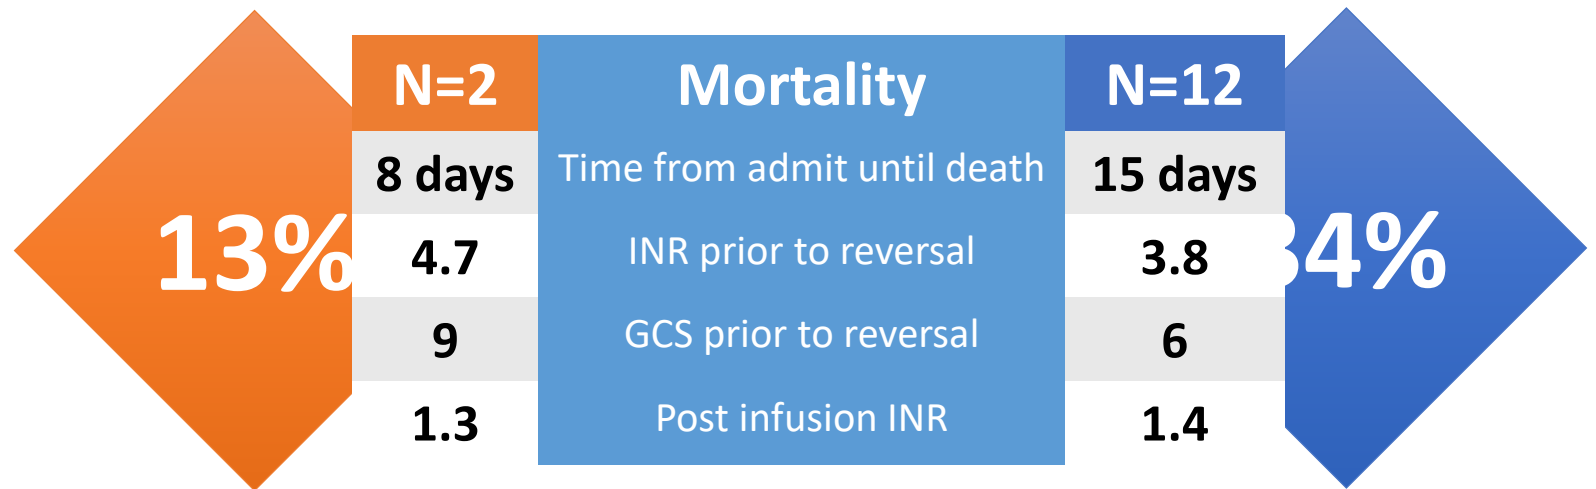 N=2 Mortality N=12
8 days Time from admit until death 15 days
13% 4.7 INR prior to reversal 3.8 34%
9 GCS prior to reversal 6
1.3 Post infusion INR 1.4